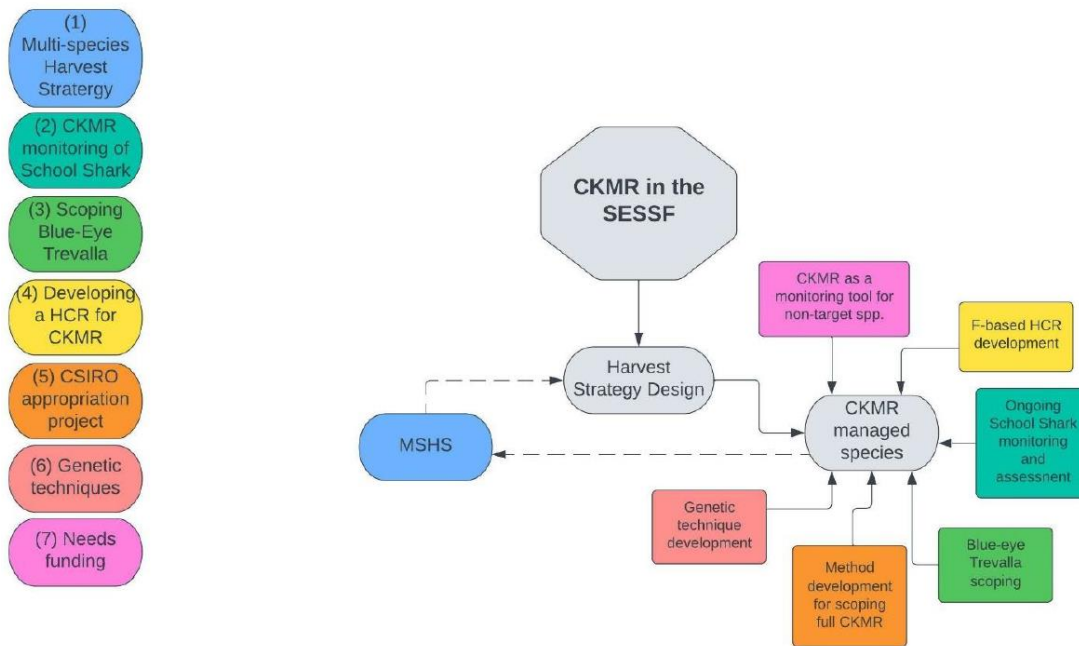 (1)
Multi-species
Harvest
Stratergy
(2) CKMR
monitoring of
School Shark
(3) Scoping
Blue-Eye
Trevalla
(4) Developing
a HCR for
CKMR
(5) CSIRO
appropriation
project
(6) Genetic
techniques
(7) Needs
funding
CKMR in the
SESSF
CKMR as a
monitoring tool for
non-target spp.
F-based HCR
development
Harvest
Strategy Design
MSHS
CKMR
managed
species
Ongoing
School Shark
monitoring
and
assessnent
Genetic
technique
development
Method
development
for scoping
full CKMR
Blue-eye
Trevalla
scoping